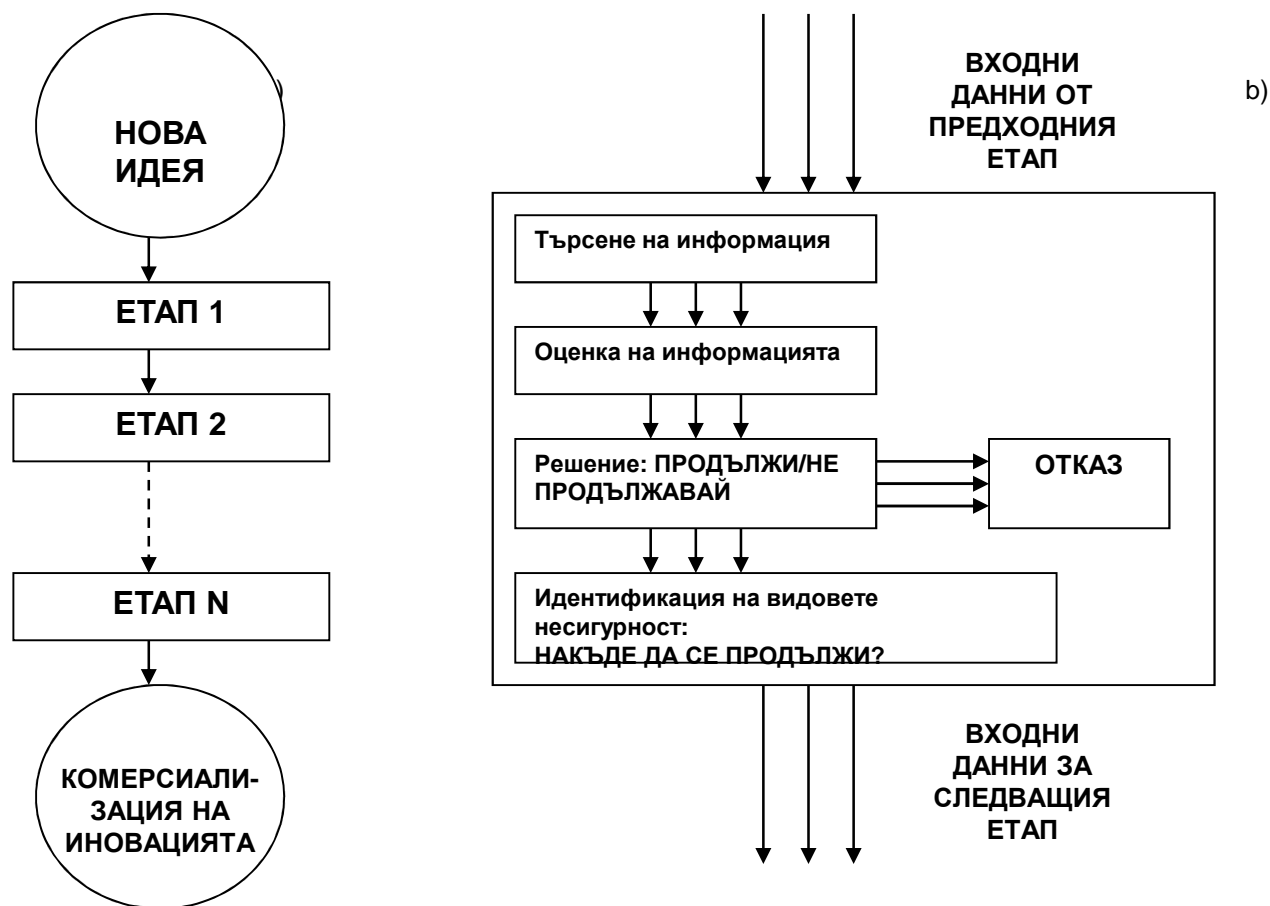 )
НОВА
ИДЕЯ
ЕТАП 1
ЕТАП 2
ЕТАП N
КОМЕРСИАЛИ-
ЗАЦИЯ НА
ИНОВАЦИЯТА
b)
ВХОДНИ
ДАННИ ОТ
ПРЕДХОДНИЯ
ЕТАП
Търсене на информация
Оценка на информацията
Решение: ПРОДЪЛЖИ/НЕ
ПРОДЪЛЖАВАЙ
ОТКАЗ
Идентификация на видовете
несигурност:
НАКЪДЕ ДА СЕ ПРОДЪЛЖИ?
ВХОДНИ
ДАННИ ЗА
СЛЕДВАЩИЯ
ЕТАП